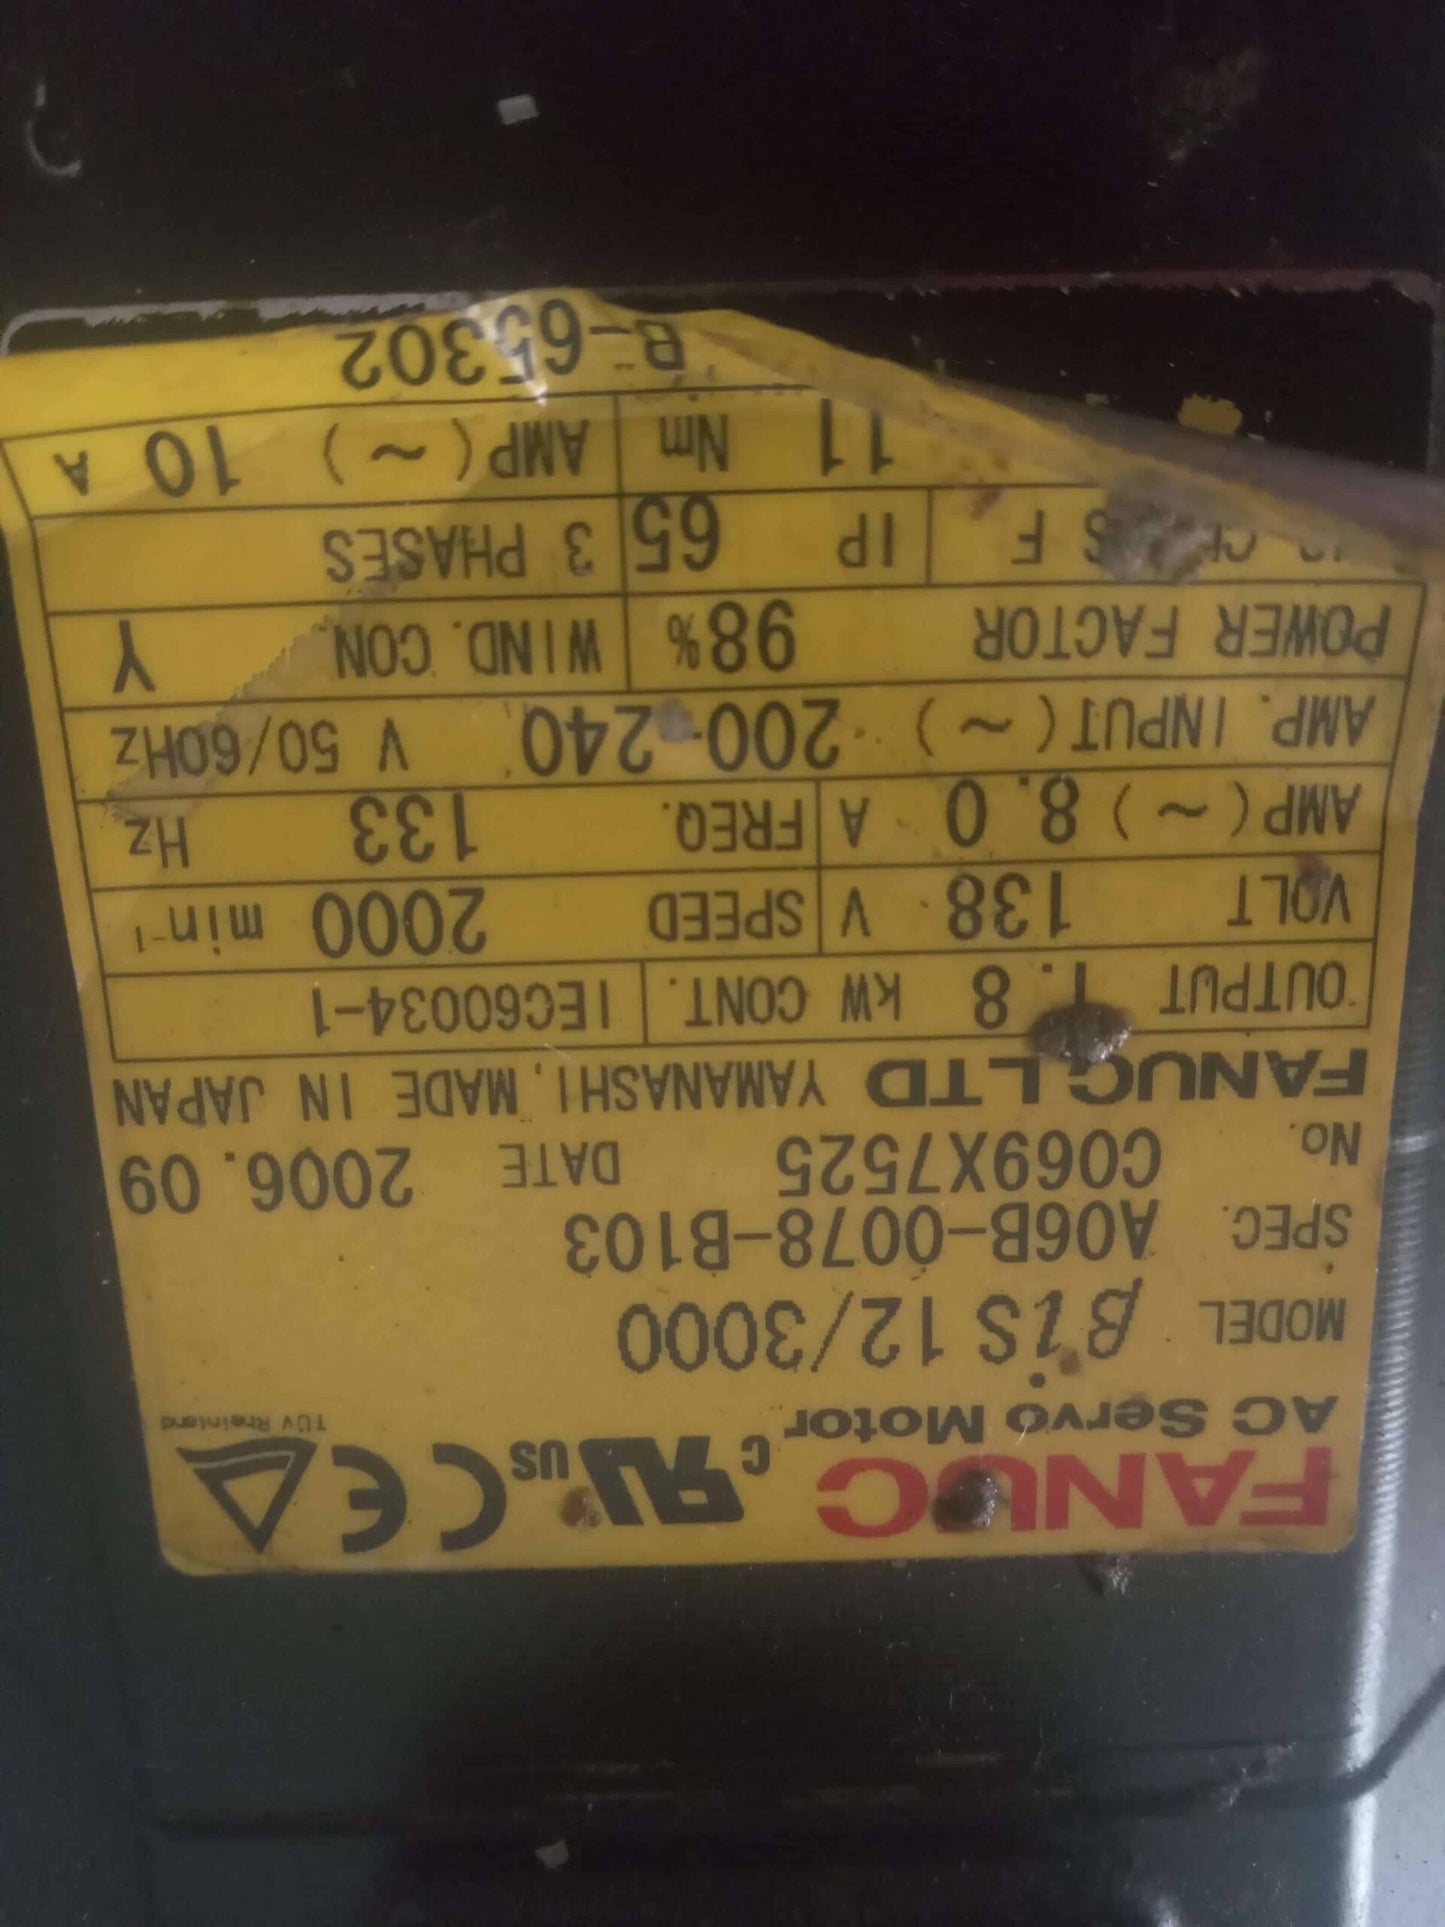 FANUC c RU US CE
AC Servo Motor TÜV Rheinland
MODEL βiS 12/3000
SPEC. A06B-0078-B103
No. C069X7525 DATE 2006.09
FANUC LTD YAMANASHI, MADE IN JAPAN
OUTPUT 1.8 kW CONT. IEC60034-1
VOLT 138 V SPEED 2000 min⁻¹
AMP(~) 8.0 A FREQ. 133 Hz
AMP. INPUT(~) 200-240 V 50/60Hz
POWER FACTOR 98% WIND. CON. Y
F IP 65 3 PHASES
11 Nm AMP(~) 10 A
B-65302